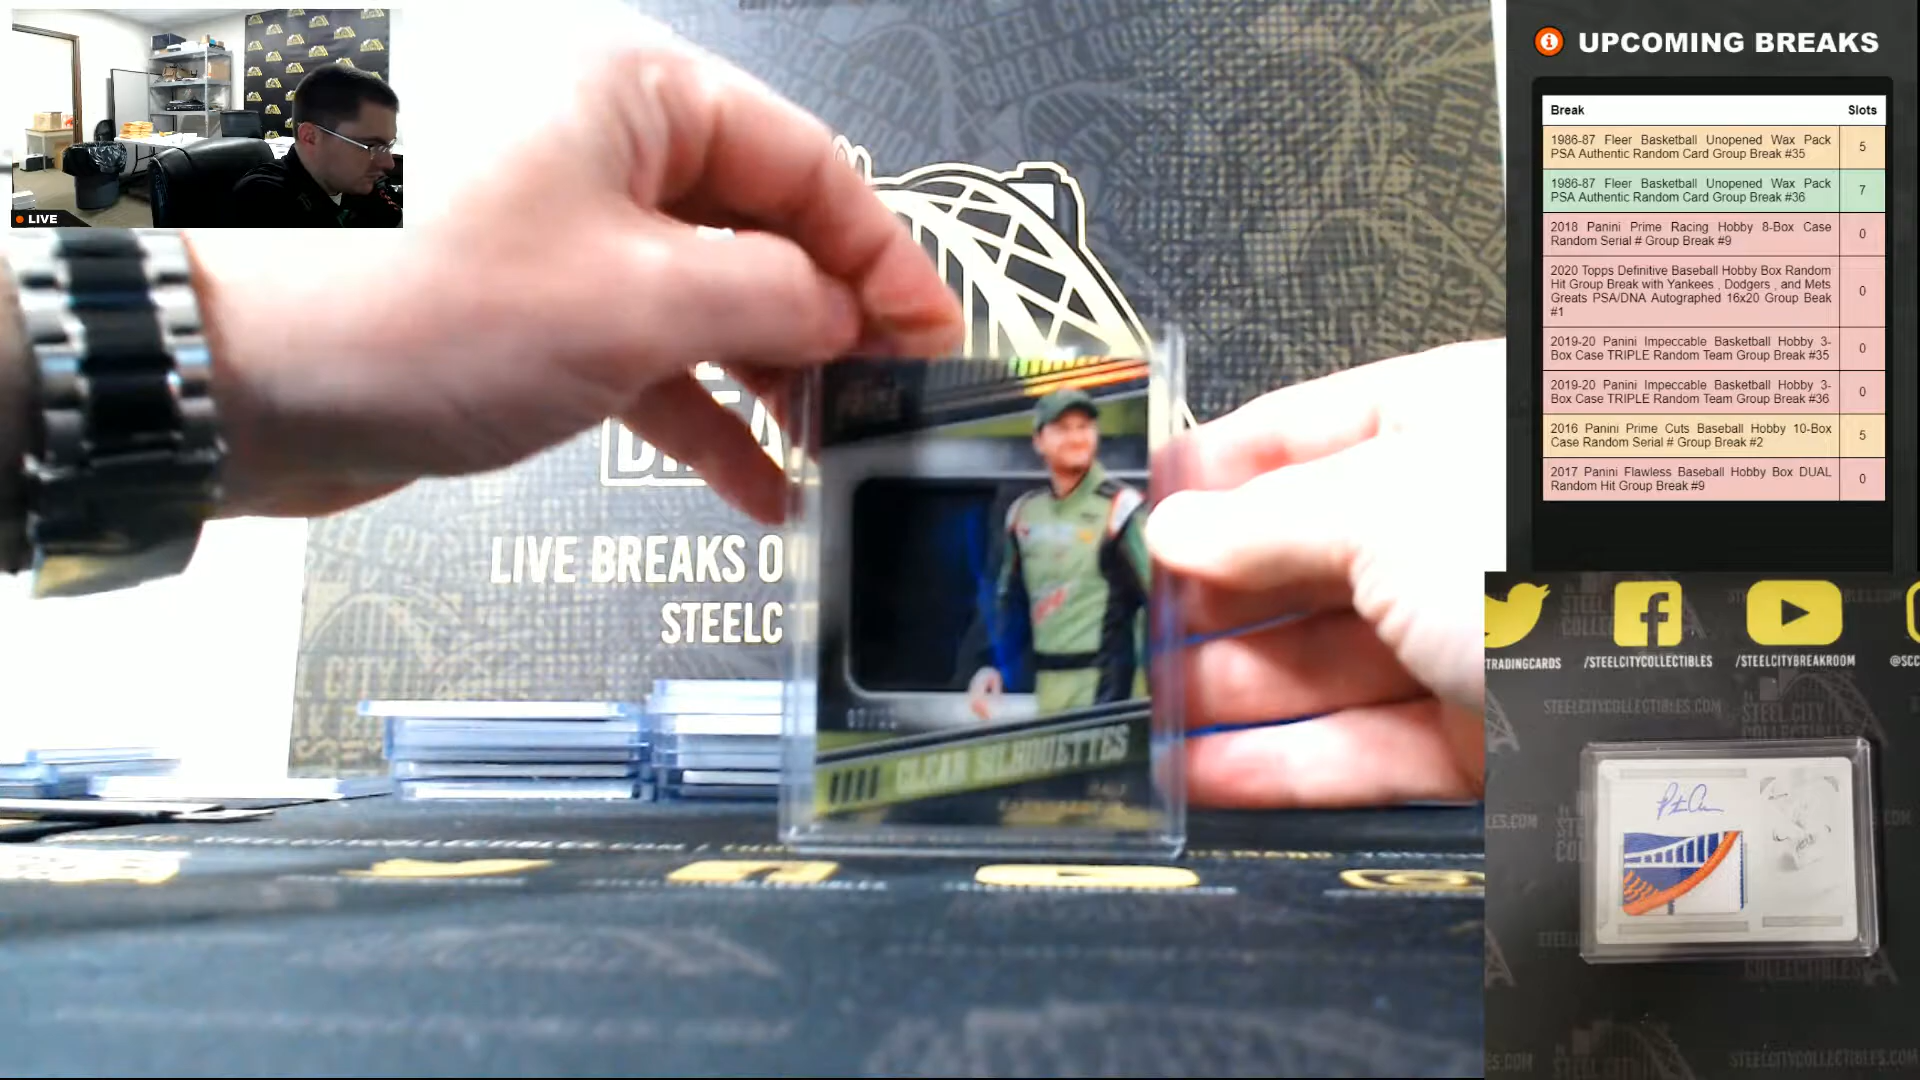 LIVE
LIVE BREAKS O
STEELC
CLEAR SILHOUETTES
UPCOMING BREAKS
Break Slots
1986-87 Fleer Basketball Unopened Wax Pack
PSA Authentic Random Card Group Break #35
5
1986-87 Fleer Basketball Unopened Wax Pack
PSA Authentic Random Card Group Break #36
7
2018 Panini Prime Racing Hobby 8-Box Case
Random Serial # Group Break #9
0
2020 Topps Definitive Baseball Hobby Box Random
Hit Group Break with Yankees , Dodgers , and Mets
Greats PSA/DNA Autographed 16x20 Group Beak
#1
0
2019-20 Panini Impeccable Basketball Hobby 3-
Box Case TRIPLE Random Team Group Break #35
0
2019-20 Panini Impeccable Basketball Hobby 3-
Box Case TRIPLE Random Team Group Break #36
0
2016 Panini Prime Cuts Baseball Hobby 10-Box
Case Random Serial # Group Break #2
5
2017 Panini Flawless Baseball Hobby Box DUAL
Random Hit Group Break #9
0
TRADINGCARDS /STEELCITYCOLLECTIBLES /STEELCITYBREAKROOM @SCC
STEELCITYCOLLECTIBLES.COM
STEEL CITY
COLLECTIBLES
STEELCITYCOLLECTIBLES.COM